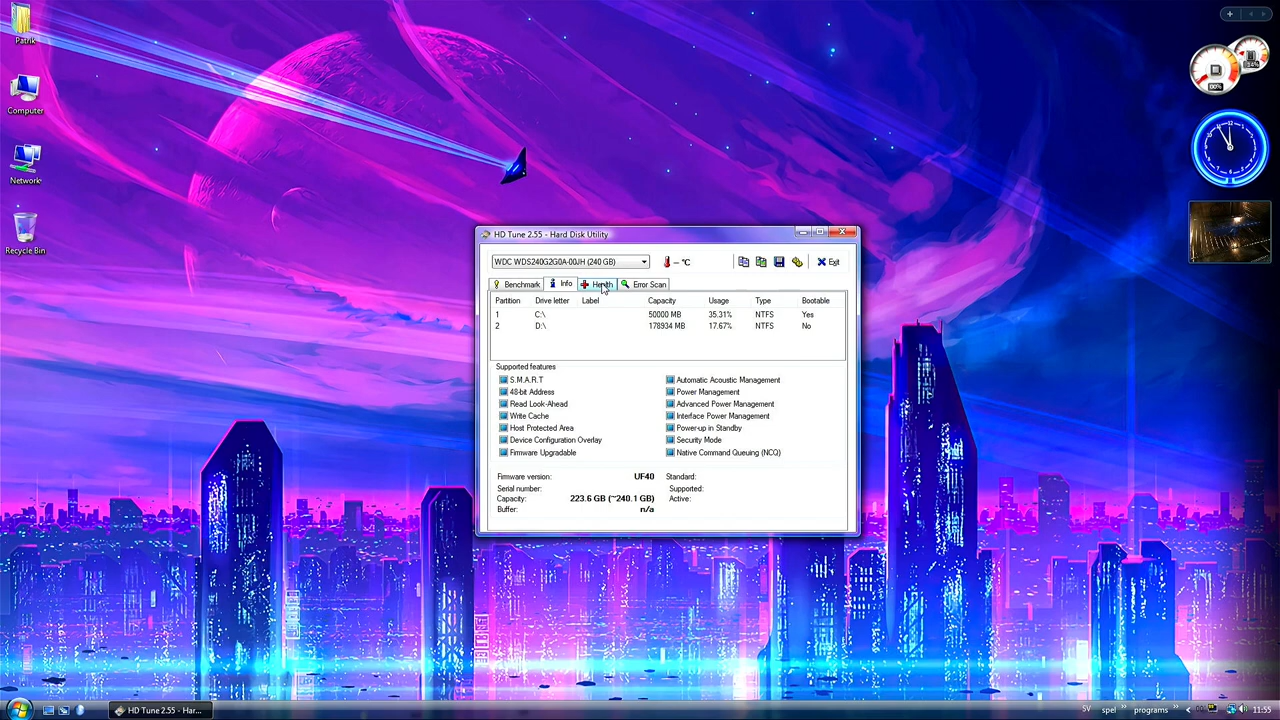 Patrik
Computer
Network
Recycle Bin
14%
00%
12
HD Tune 2.55 - Hard Disk Utility
WDC WDS240G2G0A-00JH (240 GB)
– °C
Exit
Benchmark Info Health Error Scan
Partition Drive letter Label Capacity Usage Type Bootable
1 C:\ 50000 MB 35.31% NTFS Yes
2 D:\ 178934 MB 17.67% NTFS No
Supported features
S.M.A.R.T Automatic Acoustic Management
48-bit Address Power Management
Read Look-Ahead Advanced Power Management
Write Cache Interface Power Management
Host Protected Area Power-up in Standby
Device Configuration Overlay Security Mode
Firmware Upgradable Native Command Queuing (NCQ)
Firmware version: UF40 Standard:
Serial number: Supported:
Capacity: 223.6 GB (~240.1 GB) Active:
Buffer: n/a
HD Tune 2.55 - Har...
SV spel » programs » 11:55